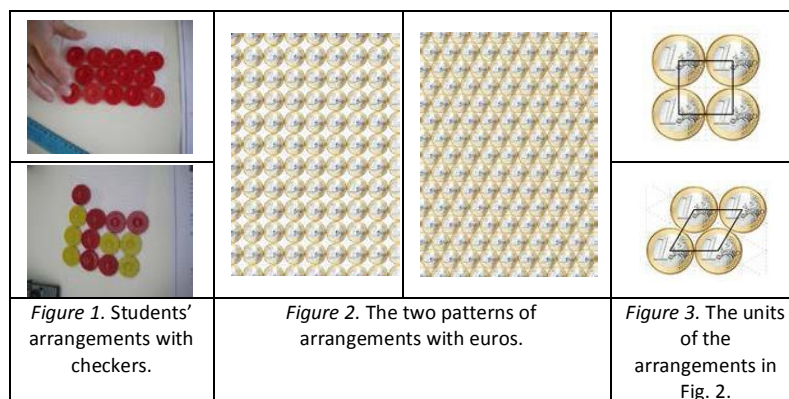 Figure 1. Students'
arrangements with
checkers.
Figure 2. The two patterns of
arrangements with euros.
Figure 3. The units
of the
arrangements in
Fig. 2.